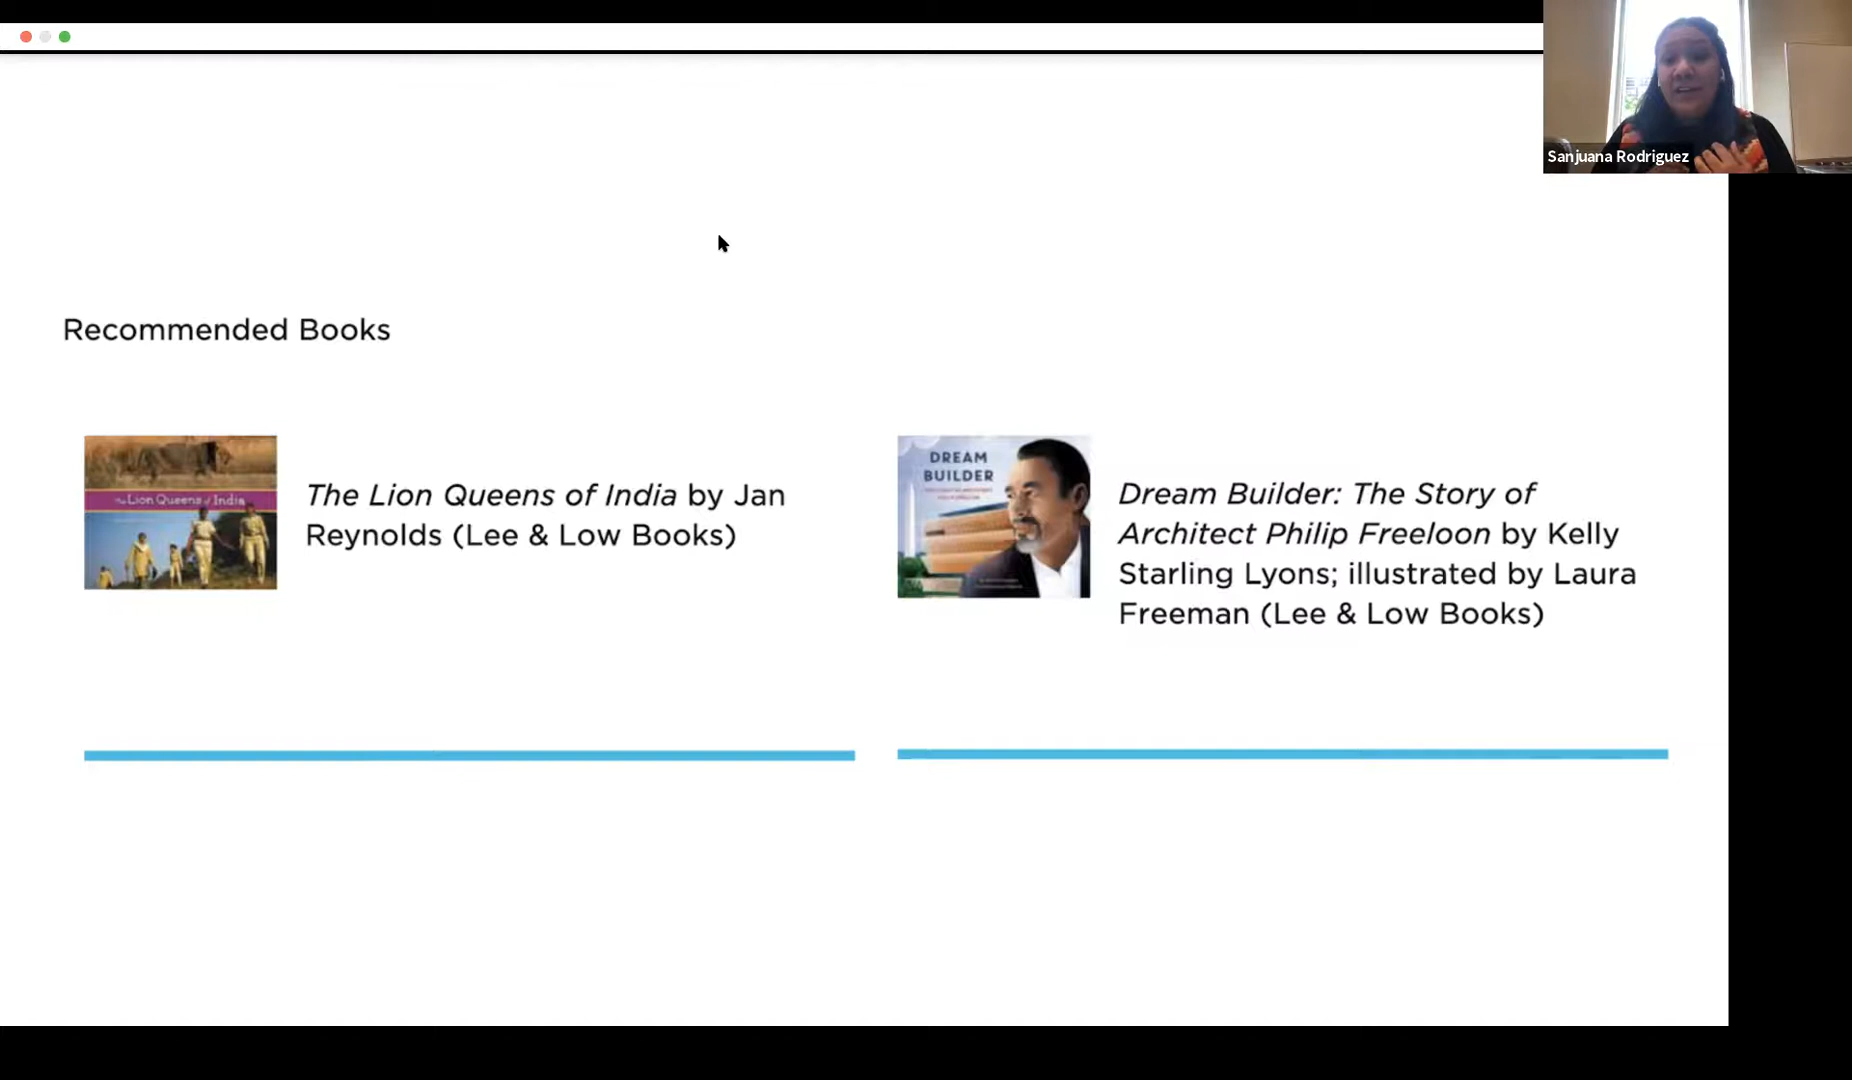 Sanjuana Rodriguez
Recommended Books
The Lion Queens of India
The Lion Queens of India by Jan
Reynolds (Lee & Low Books)
DREAM
BUILDER
Dream Builder: The Story of
Architect Philip Freeloon by Kelly
Starling Lyons; illustrated by Laura
Freeman (Lee & Low Books)